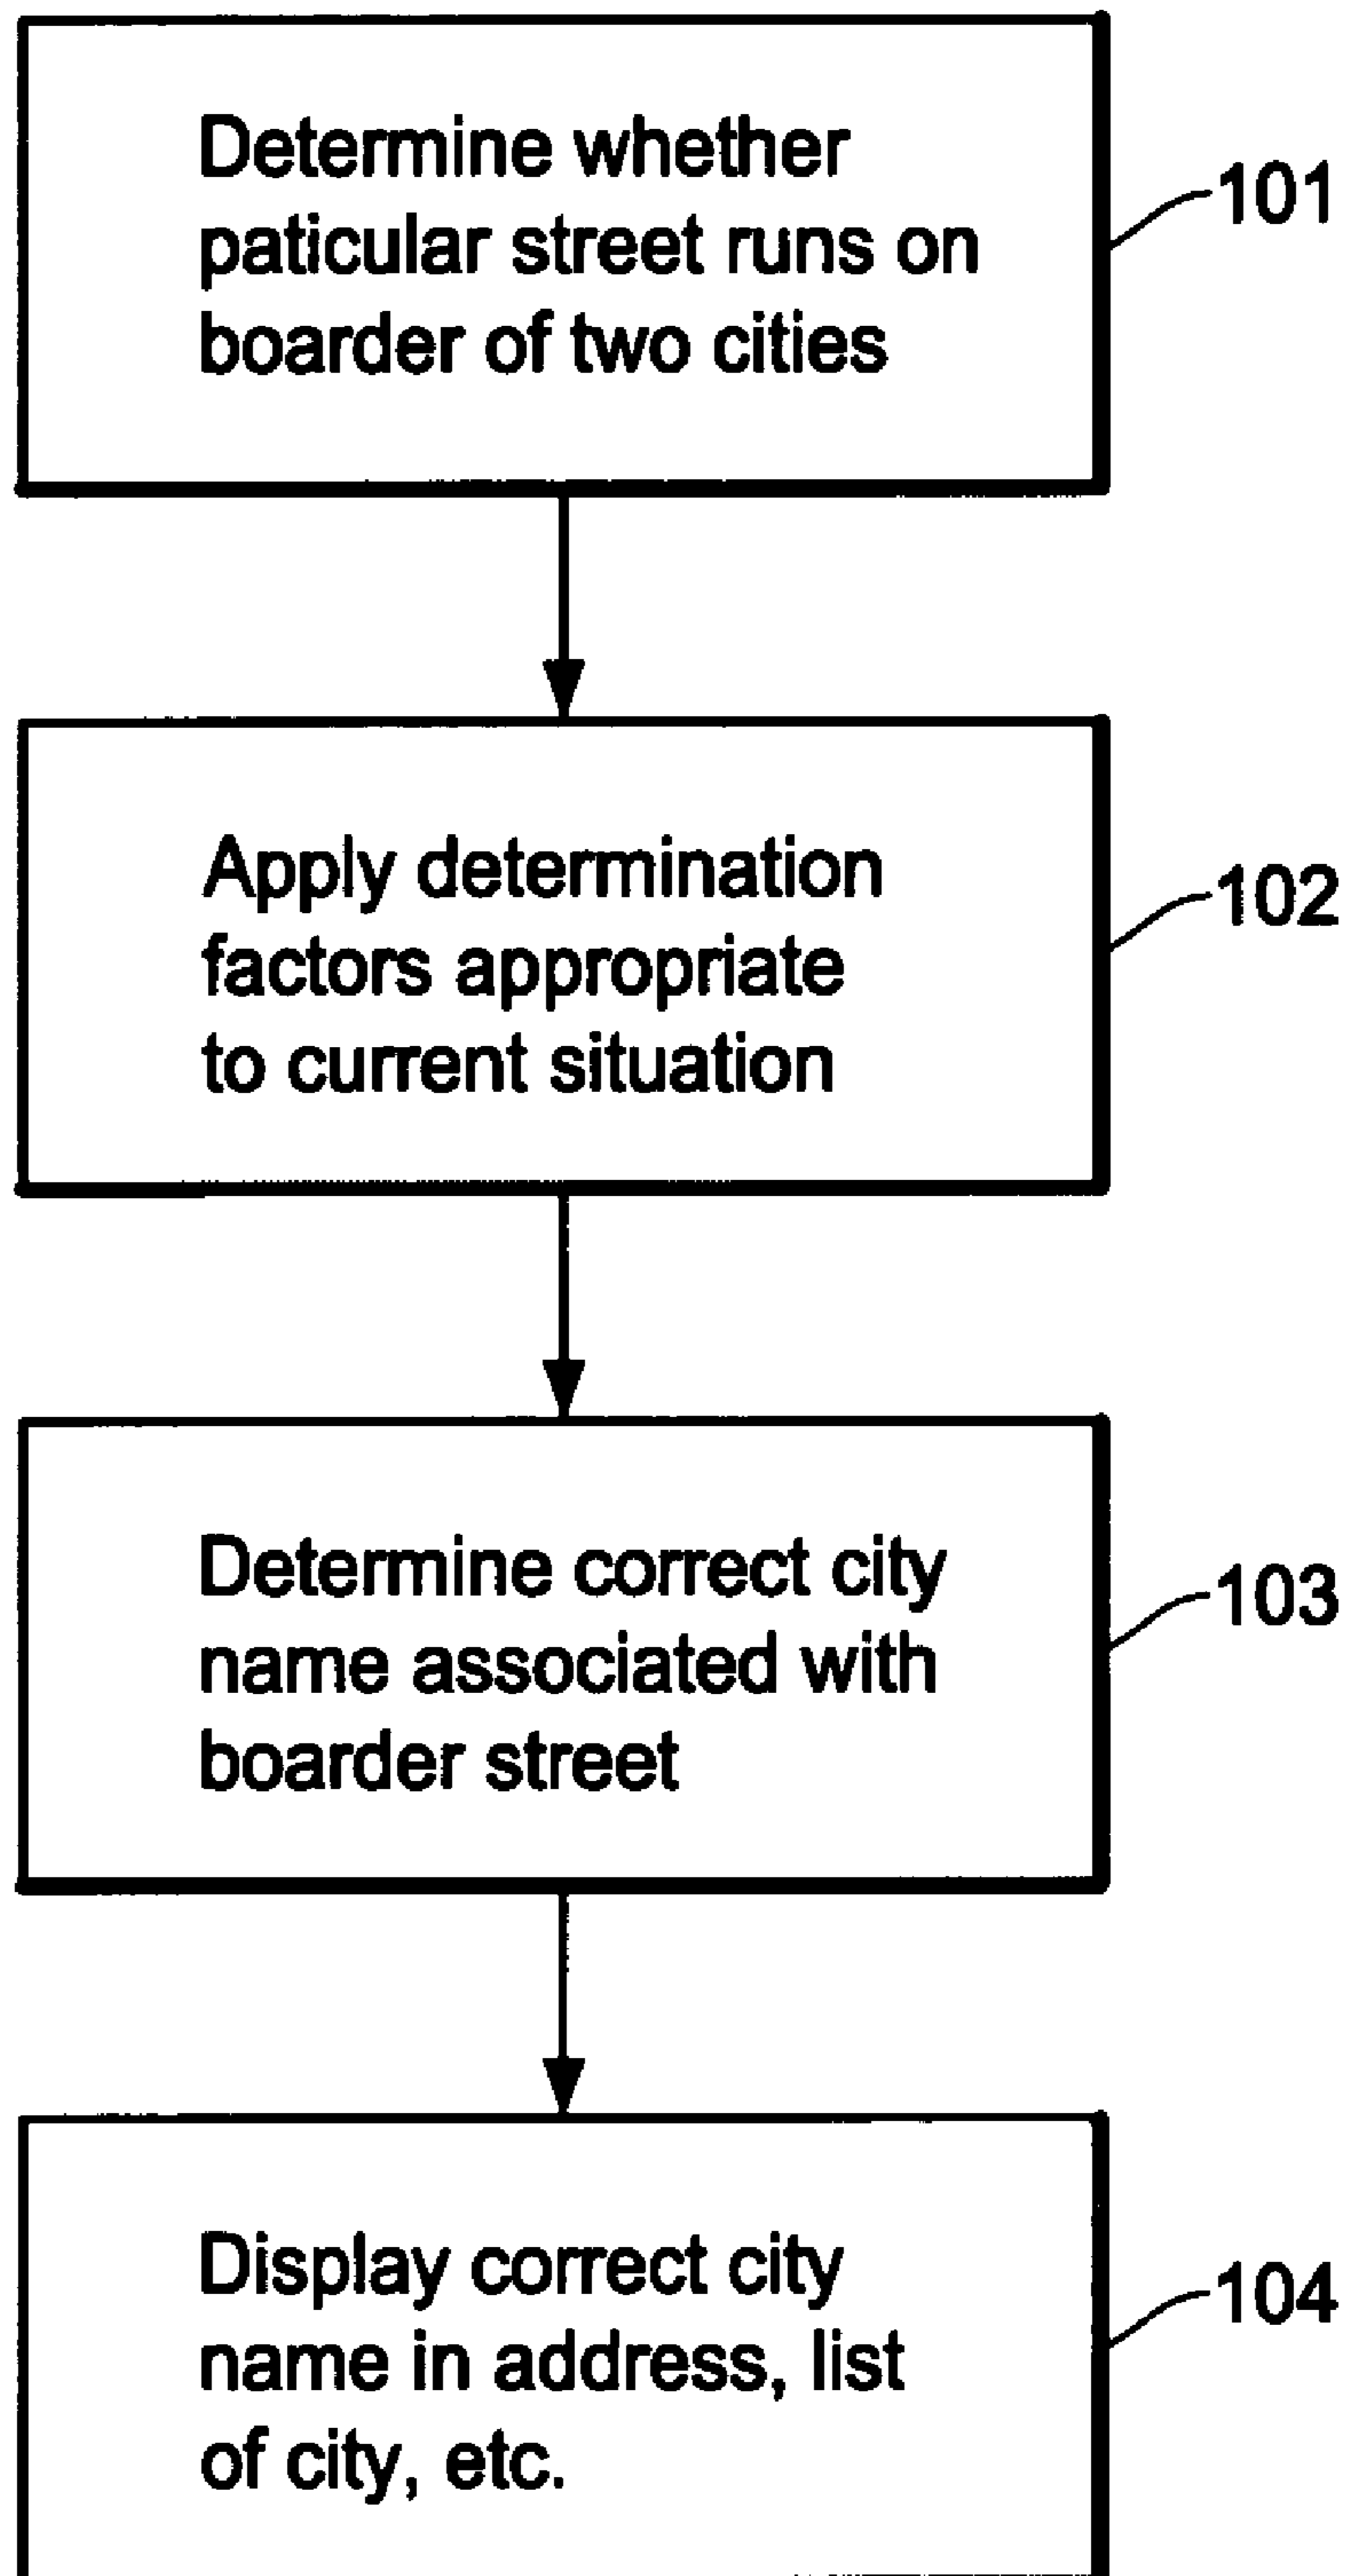 Determine whether
paticular street runs on
boarder of two cities
101
Apply determination
factors appropriate
to current situation
102
Determine correct city
name associated with
boarder street
103
Display correct city
name in address, list
of city, etc.
104